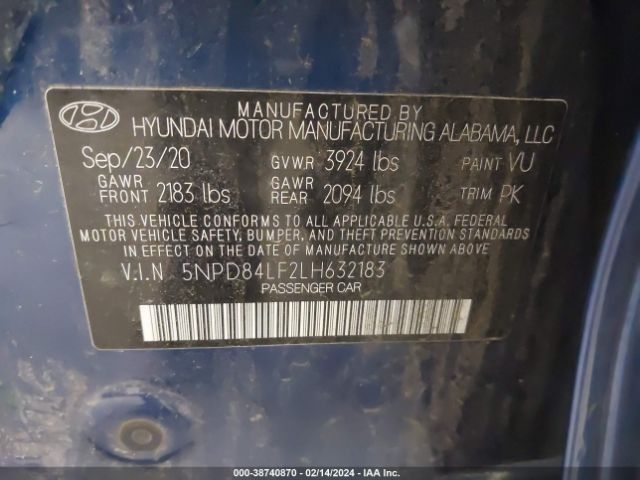 MANUFACTURED BY
HYUNDAI MOTOR MANUFACTURING ALABAMA, LLC
Sep/23/20 GVWR 3924 lbs PAINT VU
GAWR FRONT 2183 lbs GAWR REAR 2094 lbs TRIM PK
THIS VEHICLE CONFORMS TO ALL APPLICABLE U.S.A. FEDERAL
MOTOR VEHICLE SAFETY, BUMPER, AND THEFT PREVENTION STANDARDS
IN EFFECT ON THE DATE OF MANUFACTURE SHOWN ABOVE.
V.I.N 5NPD84LF2LH632183
PASSENGER CAR
000-38740870 | 02/14/2024 - IAA Inc.